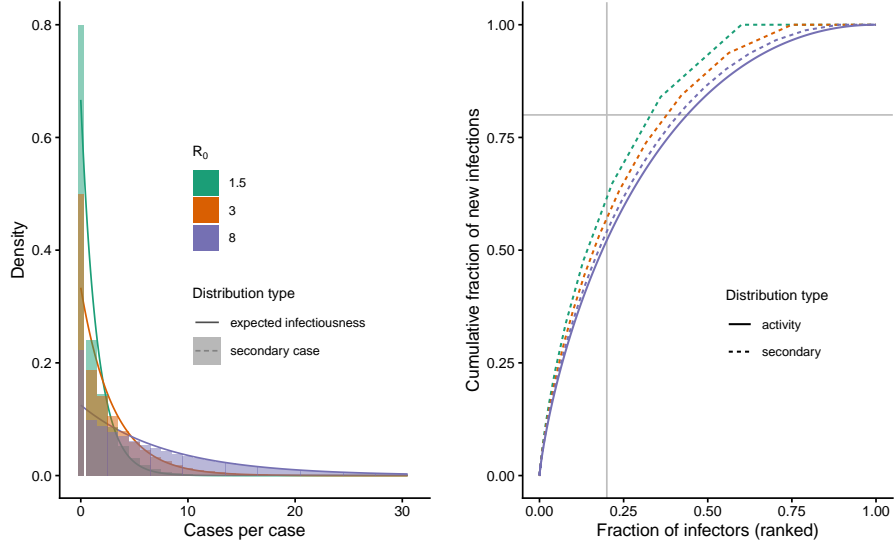 0.8
0.6
0.4
0.2
0.0
Density
0
10
20
30
Cases per case
R0
1.5
3
8
Distribution type
expected infectiousness
secondary case
1.00
0.75
0.50
0.25
0.00
Cumulative fraction of new infections
0.00
0.25
0.50
0.75
1.00
Fraction of infectors (ranked)
Distribution type
activity
secondary